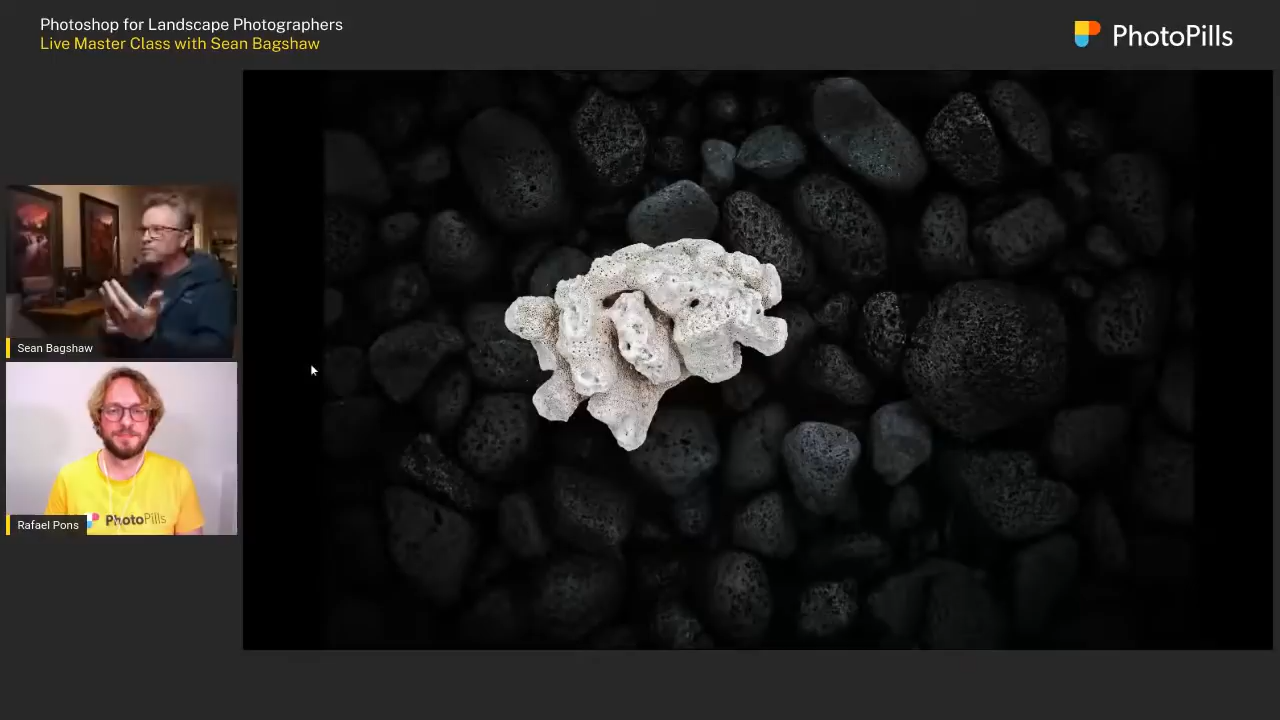 Photoshop for Landscape Photographers
Live Master Class with Sean Bagshaw
PhotoPills
Sean Bagshaw
PhotoPills
Rafael Pons